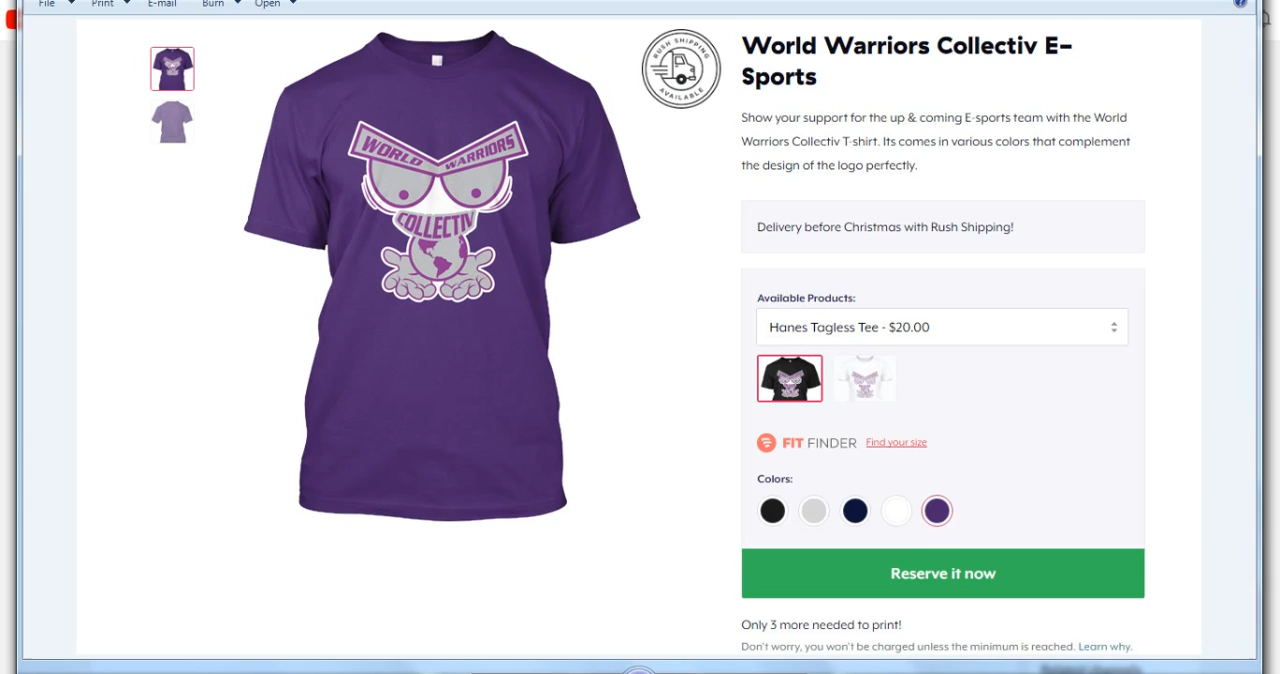 File Print E-mail Burn Open
WORLD WARRIORS
COLLECTIV
RUSH SHIPPING
AVAILABLE
World Warriors Collectiv E-
Sports
Show your support for the up & coming E-sports team with the World
Warriors Collectiv T-shirt. Its comes in various colors that complement
the design of the logo perfectly.
Delivery before Christmas with Rush Shipping!
Available Products:
Hanes Tagless Tee - $20.00
FIT FINDER Find your size
Colors:
Reserve it now
Only 3 more needed to print!
Don't worry, you won't be charged unless the minimum is reached. Learn why.
Related channels